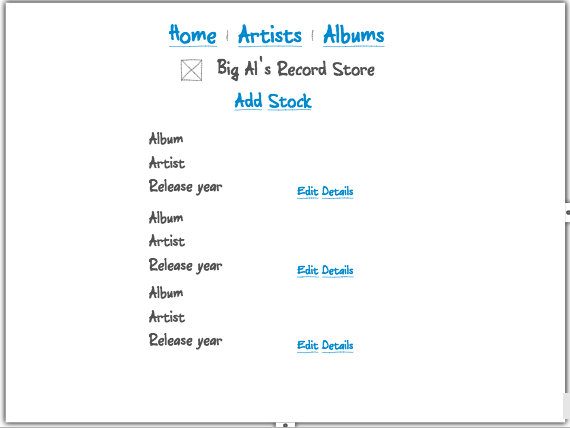 Home | Artists | Albums
Big Al's Record Store
Add Stock
Album
Artist
Release year
Edit Details
Album
Artist
Release year
Edit Details
Album
Artist
Release year
Edit Details